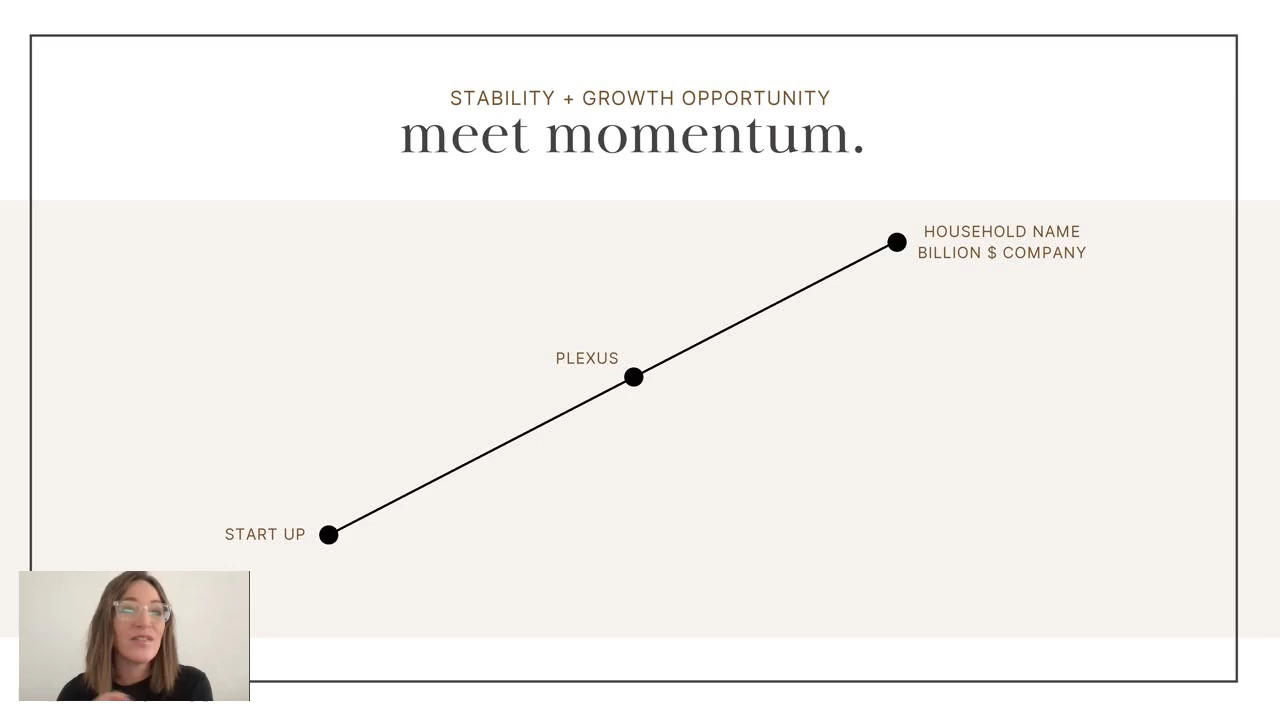 STABILITY + GROWTH OPPORTUNITY
meet momentum.
HOUSEHOLD NAME
BILLION $ COMPANY
PLEXUS
START UP